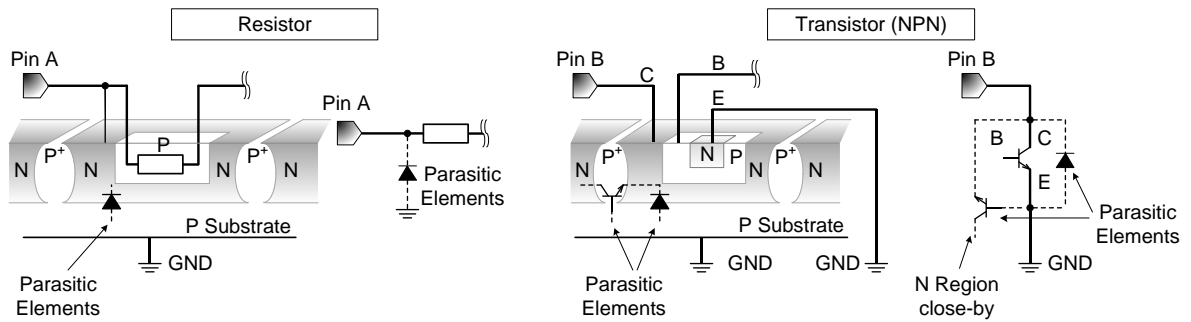 Resistor
Transistor (NPN)
Pin A
Pin A
N
P+
N
P
N
P+
N
Parasitic
Elements
P Substrate
GND
Parasitic
Elements
Pin B
C
B
E
N
P+
N
N
P
N
P+
N
P Substrate
GND
GND
Parasitic
Elements
Pin B
B
C
E
Parasitic
Elements
GND
N Region
close-by